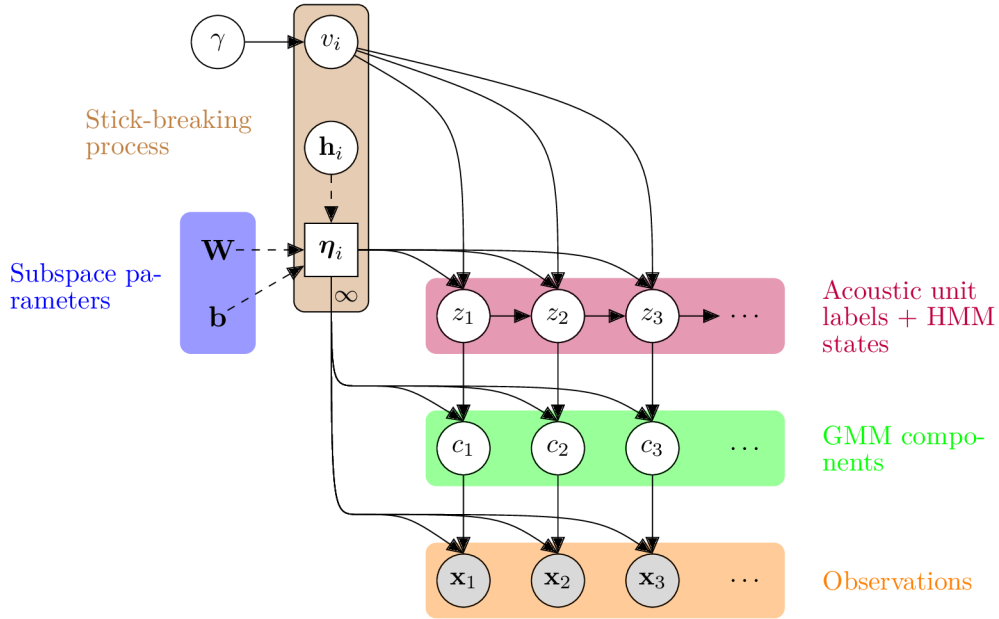 γ
v_i
Stick-breaking
process
h_i
W
η_i
Subspace pa-
rameters
b
∞
z_1
z_2
z_3
...
Acoustic unit
labels + HMM
states
c_1
c_2
c_3
...
GMM compo-
nents
x_1
x_2
x_3
...
Observations